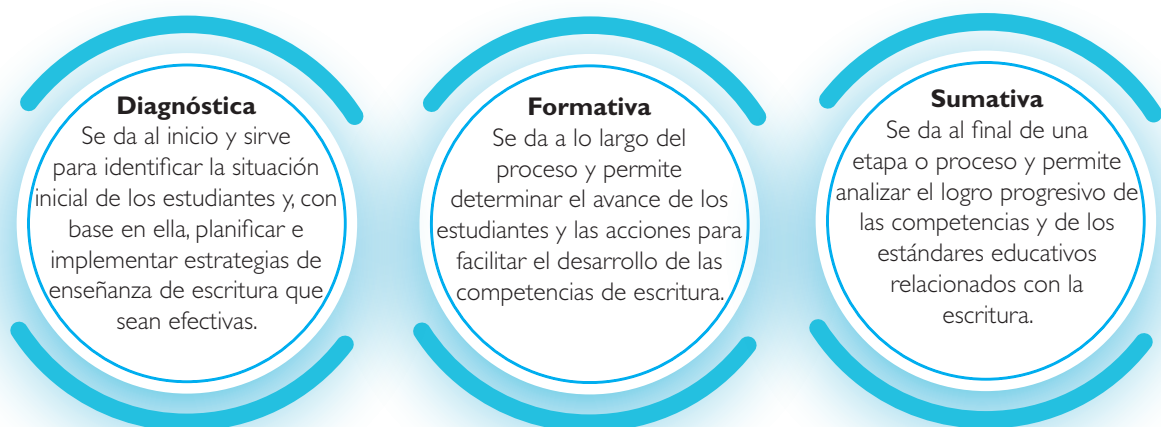 Diagnóstica
Se da al inicio y sirve
para identificar la situación
inicial de los estudiantes y, con
base en ella, planificar e
implementar estrategias de
enseñanza de escritura que
sean efectivas.
Formativa
Se da a lo largo del
proceso y permite
determinar el avance de los
estudiantes y las acciones para
facilitar el desarrollo de las
competencias de escritura.
Sumativa
Se da al final de una
etapa o proceso y permite
analizar el logro progresivo de
las competencias y de los
estándares educativos
relacionados con la
escritura.